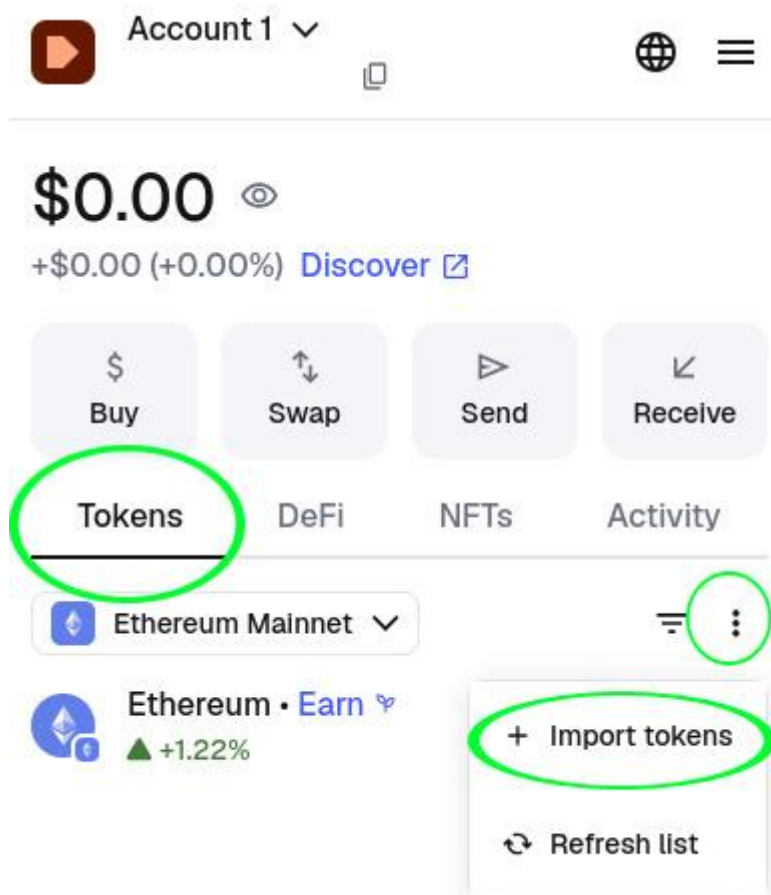 Account 1
$0.00
+$0.00 (+0.00%) Discover
$
Buy Swap Send Receive
Tokens DeFi NFTs Activity
Ethereum Mainnet
Ethereum • Earn
+1.22%
+ Import tokens
Refresh list